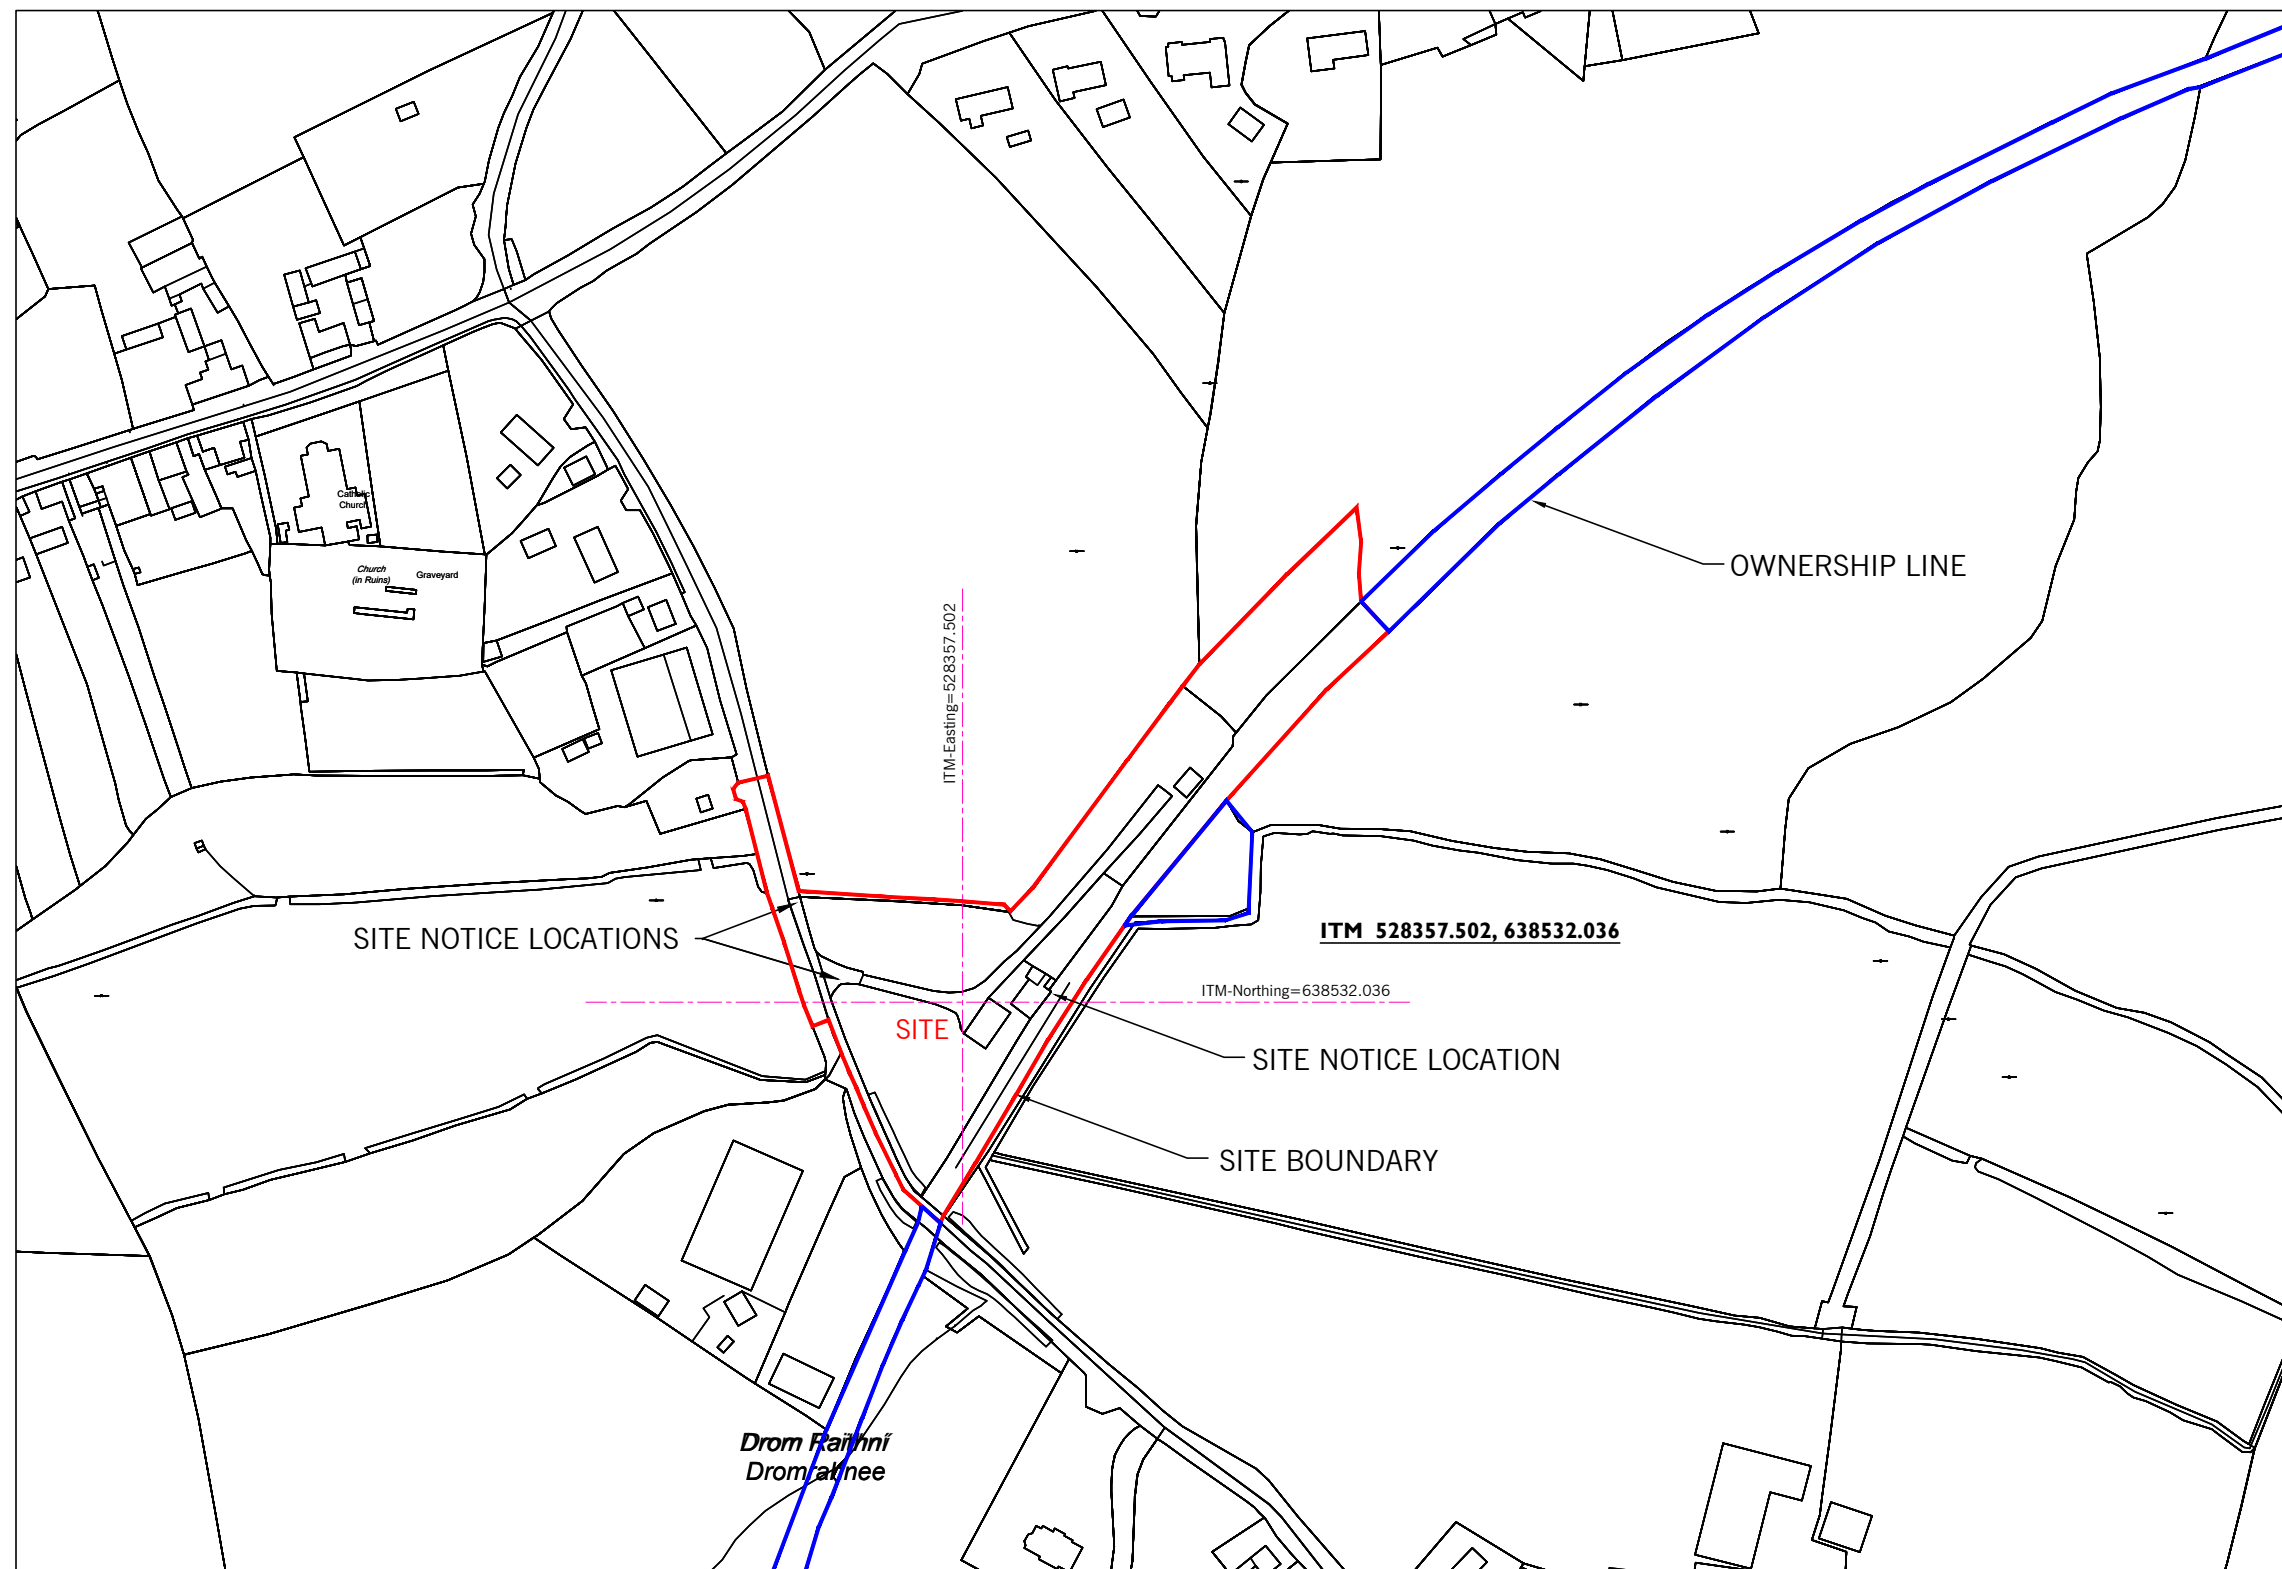 Catholic
Church
Church
(in Ruins)
Graveyard
OWNERSHIP LINE
ITM-Easting=528357.502
SITE NOTICE LOCATIONS
ITM 528357.502, 638532.036
ITM-Northing=638532.036
SITE
SITE NOTICE LOCATION
SITE BOUNDARY
Drom Raithní
Dromrahnee